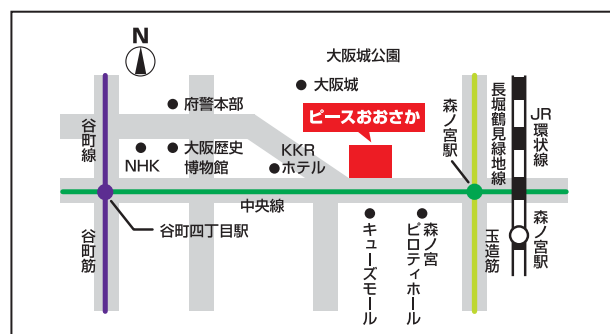 N
大阪城公園
大阪城
府警本部
ピースおおさか
谷町線
NHK
大阪歴史
博物館
KKR
ホテル
森ノ宮駅
長堀鶴見緑地線
JR
環状線
中央線
谷町四丁目駅
谷町筋
キューズモール
森ノ宮
ピロティホール
玉造筋
森ノ宮駅